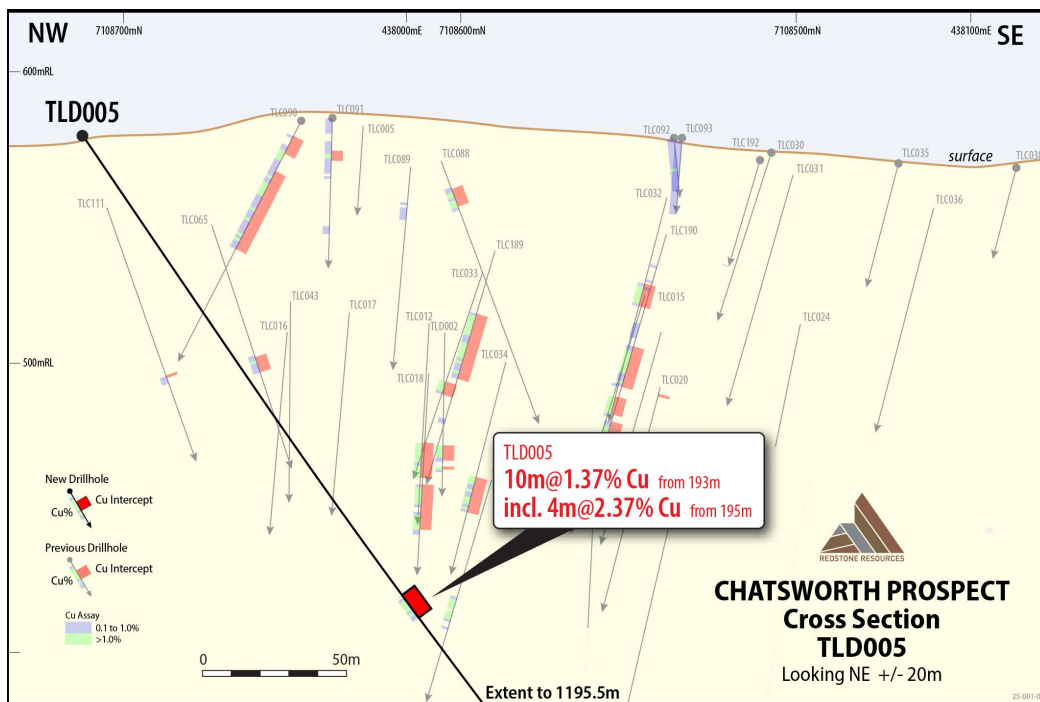 NW
7108700mN
438000mE
7108600mN
7108500mN
438100mE
SE
600mRL
TLD005
TLC090
TLC091
TLC005
TLC089
TLC088
TLC092
TLC093
TLC192
TLC030
TLC031
TLC035
surface
TLC036
TLC111
TLC065
TLC032
TLC190
TLC189
TLC033
TLC043
TLC017
TLC016
TLC012
TLD002
TLC034
TLC015
TLC024
500mRL
TLC018
TLC020
TLD005
10m@1.37% Cu from 193m
incl. 4m@2.37% Cu from 195m
New Drillhole
Cu Intercept
Cu%
Previous Drillhole
Cu Intercept
Cu%
Cu Assay
0.1 to 1.0%
>1.0%
0
50m
Extent to 1195.5m
REDSTONE RESOURCES
CHATSWORTH PROSPECT
Cross Section
TLD005
Looking NE +/- 20m